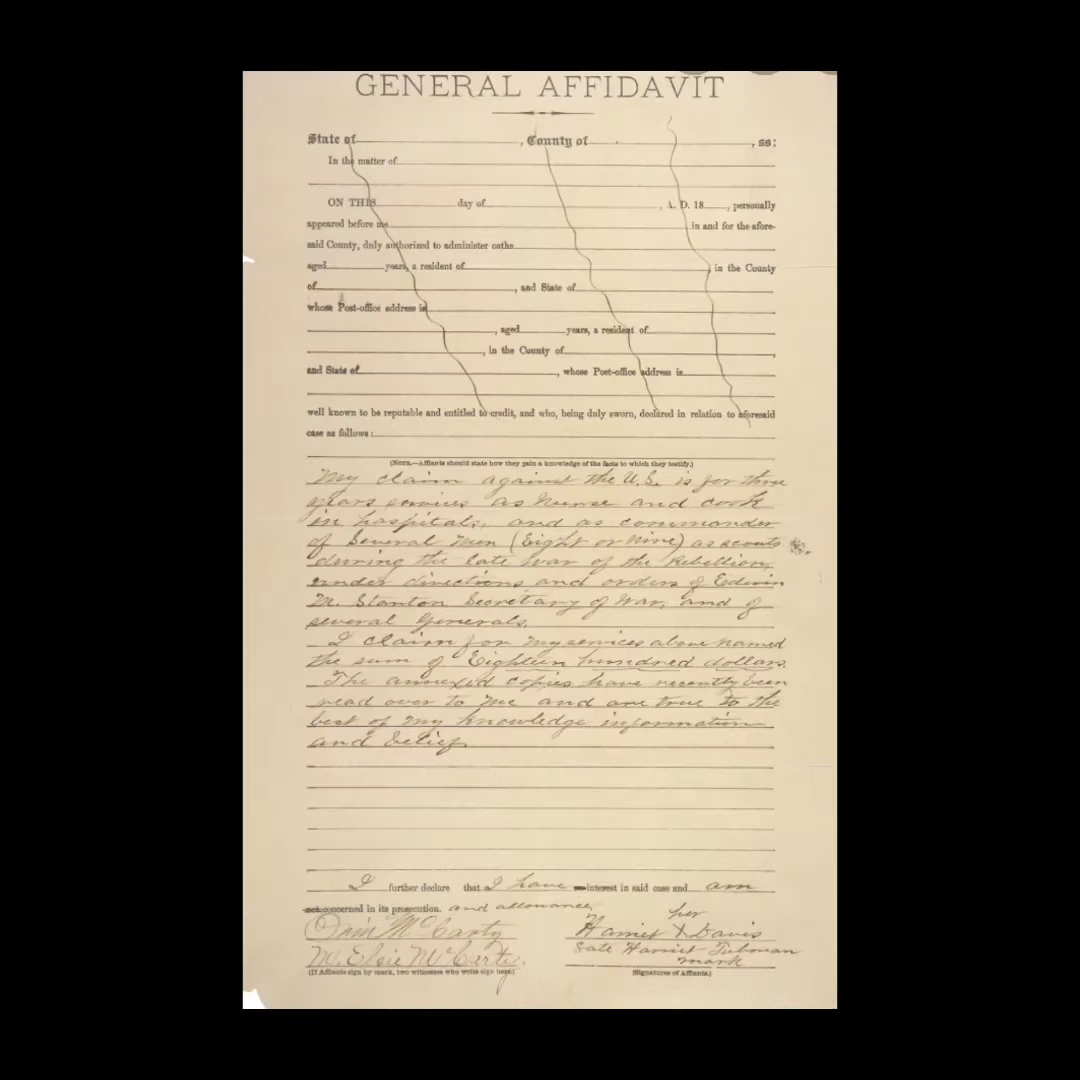 GENERAL AFFIDAVIT
State of , County of , ss:
In the matter of
ON THIS day of , A. D. 18 , personally
appeared before me in and for the afore-
said County, duly authorized to administer oaths
aged years, a resident of in the County
of , and State of
whose Post-office address is
, aged years, a resident of
, in the County of ,
and State of , whose Post-office address is
well known to be reputable and entitled to credit, and who, being duly sworn, declared in relation to aforesaid
case as follows:
(NOTE.—Affiants should state how they gain a knowledge of the facts to which they testify.)
My claim against the U.S. is for three
years services as Nurse and cook
in hospitals, and as commander
of Several Men (Eight or Nine) as scouts
during the late war of the Rebellion,
under directions and orders of Edwin
M. Stanton Secretary of War, and of
several Generals.
I claim for my services above named
the sum of Eighteen hundred dollars.
The annexed copies have recently been
read over to me and are true to the
best of my knowledge information
and belief.
I further declare that I have interest in said case and am
concerned in its prosecution. and allowance.
her
Harriet X Davis
late Harriet Tubman
mark
McCarty
M. Elsie McCarty.
(If Affiants sign by mark, two witnesses who write sign here.)
(Signatures of Affiants.)